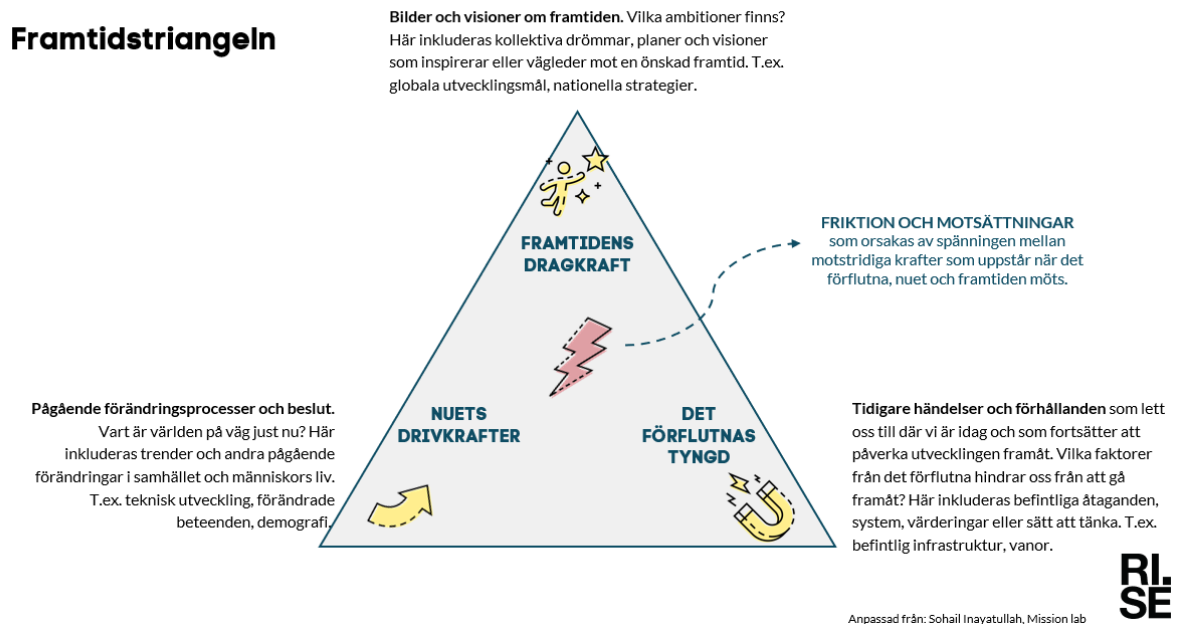 Framtidstriangeln
Bilder och visioner om framtiden. Vilka ambitioner finns?
Här inkluderas kollektiva drömmar, planer och visioner
som inspirerar eller vägleder mot en önskad framtid. T.ex.
globala utvecklingsmål, nationella strategier.
FRAMTIDENS
DRAGKRAFT
FRIKTION OCH MOTSÄTTNINGAR
som orsakas av spänningen mellan
motstridiga krafter som uppstår när det
förflutna, nuet och framtiden möts.
Pågående förändringsprocesser och beslut.
Vart är världen på väg just nu? Här
inkluderas trender och andra pågående
förändringar i samhället och människors liv.
T.ex. teknisk utveckling, förändrade
beteenden, demografi.
NUETS
DRIVKRAFTER
DET
FÖRFLUTNAS
TYNGD
Tidigare händelser och förhållanden som lett
oss till där vi är idag och som fortsätter att
påverka utvecklingen framåt. Vilka faktorer
från det förflutna hindrar oss från att gå
framåt? Här inkluderas befintliga åtaganden,
system, värderingar eller sätt att tänka. T.ex.
befintlig infrastruktur, vanor.
RI.
SE
Anpassad från: Sohail Inayatullah, Mission lab